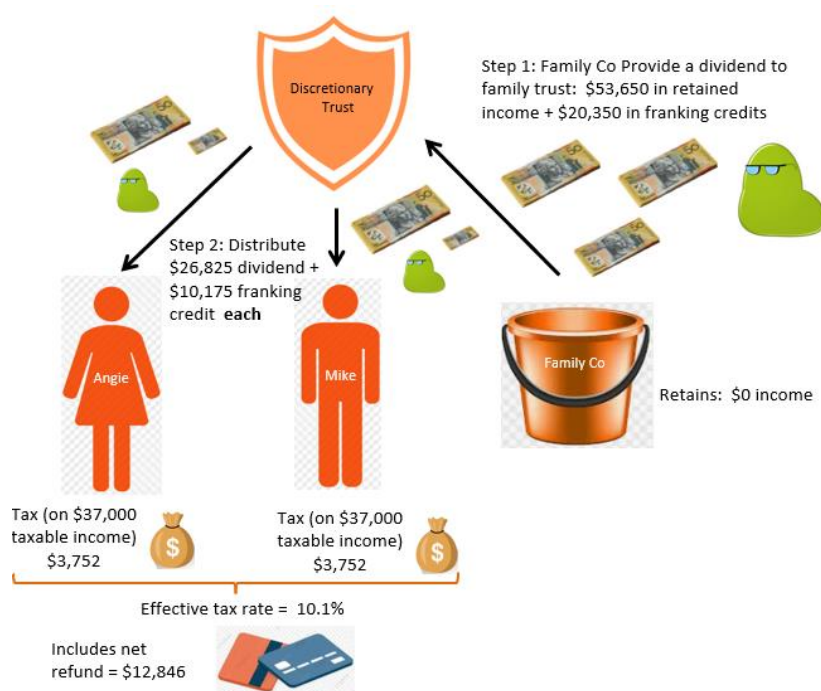 Discretionary
Trust
Step 1: Family Co Provide a dividend to
family trust: $53,650 in retained
income + $20,350 in franking credits
Step 2: Distribute
$26,825 dividend +
$10,175 franking
credit each
Angie
Mike
Family Co
Retains: $0 income
Tax (on $37,000
taxable income)
$3,752
$
Tax (on $37,000
taxable income)
$3,752
$
Effective tax rate = 10.1%
Includes net
refund = $12,846